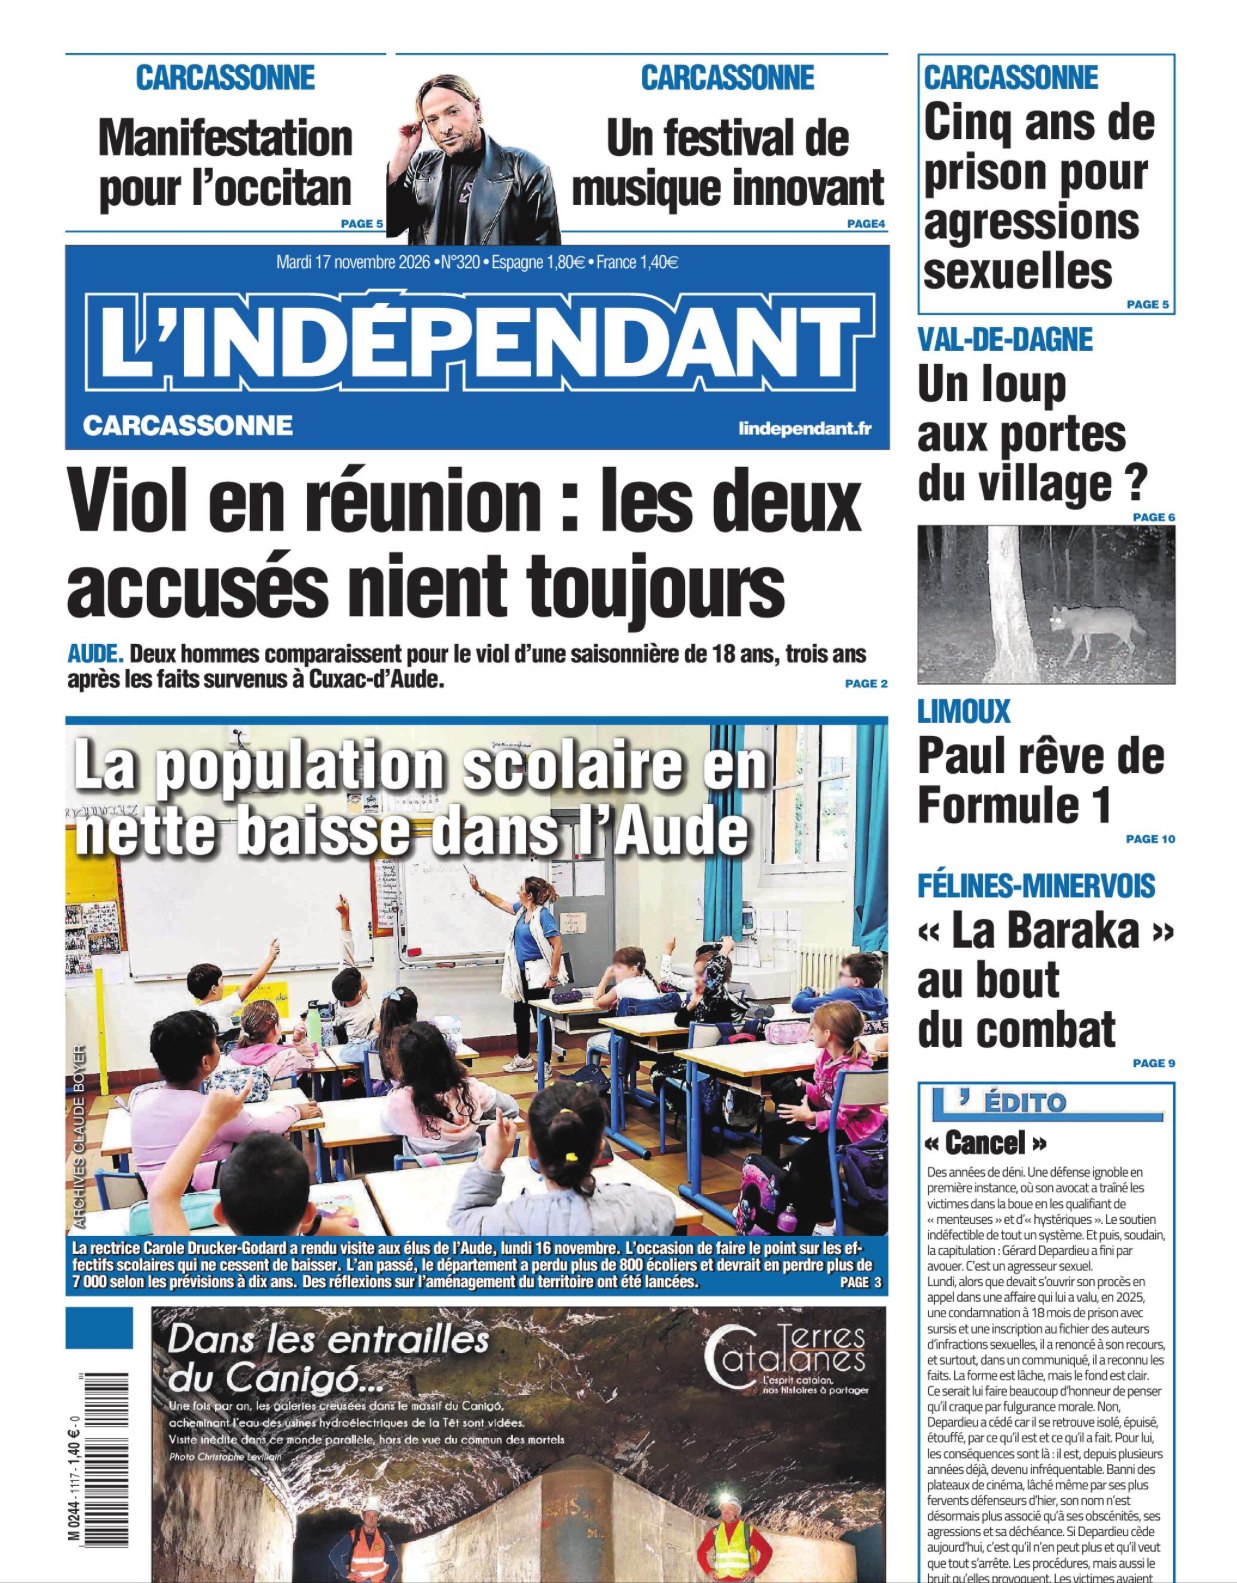 CARCASSONNE
Manifestation
pour l'occitan
PAGE 5
CARCASSONNE
Un festival de
musique innovant
PAGE4
CARCASSONNE
Cinq ans de
prison pour
agressions
sexuelles
PAGE 5
Mardi 17 novembre 2026 • N°320 • Espagne 1,80€ • France 1,40€
L'INDÉPENDANT
CARCASSONNE
lindependant.fr
VAL-DE-DAGNE
Un loup
aux portes
du village ?
PAGE 6
Viol en réunion : les deux
accusés nient toujours
AUDE. Deux hommes comparaissent pour le viol d'une saisonnière de 18 ans, trois ans
après les faits survenus à Cuxac-d'Aude.
PAGE 2
LIMOUX
Paul rêve de
Formule 1
PAGE 10
FÉLINES-MINERVOIS
« La Baraka »
au bout
du combat
PAGE 9
La population scolaire en
nette baisse dans l'Aude
ARCHIVES CLAUDE BOYER
La rectrice Carole Drucker-Godard a rendu visite aux élus de l'Aude, lundi 16 novembre. L'occasion de faire le point sur les ef-
fectifs scolaires qui ne cessent de baisser. L'an passé, le département a perdu plus de 800 écoliers et devrait en perdre plus de
7 000 selon les prévisions à dix ans. Des réflexions sur l'aménagement du territoire ont été lancées.
PAGE 3
L' ÉDITO
« Cancel »
Des années de déni. Une défense ignoble en
première instance, où son avocat a traîné les
victimes dans la boue en les qualifiant de
« menteuses » et d'« hystériques ». Le soutien
indéfectible de tout un système. Et puis, soudain,
la capitulation : Gérard Depardieu a fini par
avouer. C'est un agresseur sexuel.
Lundi, alors que devait s'ouvrir son procès en
appel dans une affaire qui lui a valu, en 2025,
une condamnation à 18 mois de prison avec
sursis et une inscription au fichier des auteurs
d'infractions sexuelles, il a renoncé à son recours,
et surtout, dans un communiqué, il a reconnu les
faits. La forme est lâche, mais le fond est clair.
Ce serait lui faire beaucoup d'honneur de penser
qu'il craque par fulgurance morale. Non,
Depardieu a cédé car il se retrouve isolé, épuisé,
étouffé, par ce qu'il est et ce qu'il a fait. Pour lui,
les conséquences sont là : il est, depuis plusieurs
années déjà, devenu infréquentable. Banni des
plateaux de cinéma, lâché même par ses plus
fervents défenseurs d'hier, son nom n'est
désormais plus associé qu'à ses obscénités, ses
agressions et sa déchéance. Si Depardieu cède
aujourd'hui, c'est qu'il n'en peut plus et qu'il veut
que tout s'arrête. Les procédures, mais aussi le
bruit qu'elles provoquent. Les victimes avaient
Dans les entrailles
du Canigó...
Une fois par an, les galeries creusées dans le massif du Canigó,
acheminant l'eau des usines hydroélectriques de la Têt sont vidées.
Visite inédite dans ce monde parallèle, hors de vue du commun des mortels
Photo Christophe Levillain
Terres
Catalanes
L'esprit catalan,
nos histoires à partager
M 0244 - 1117 - 1,40 € - 0